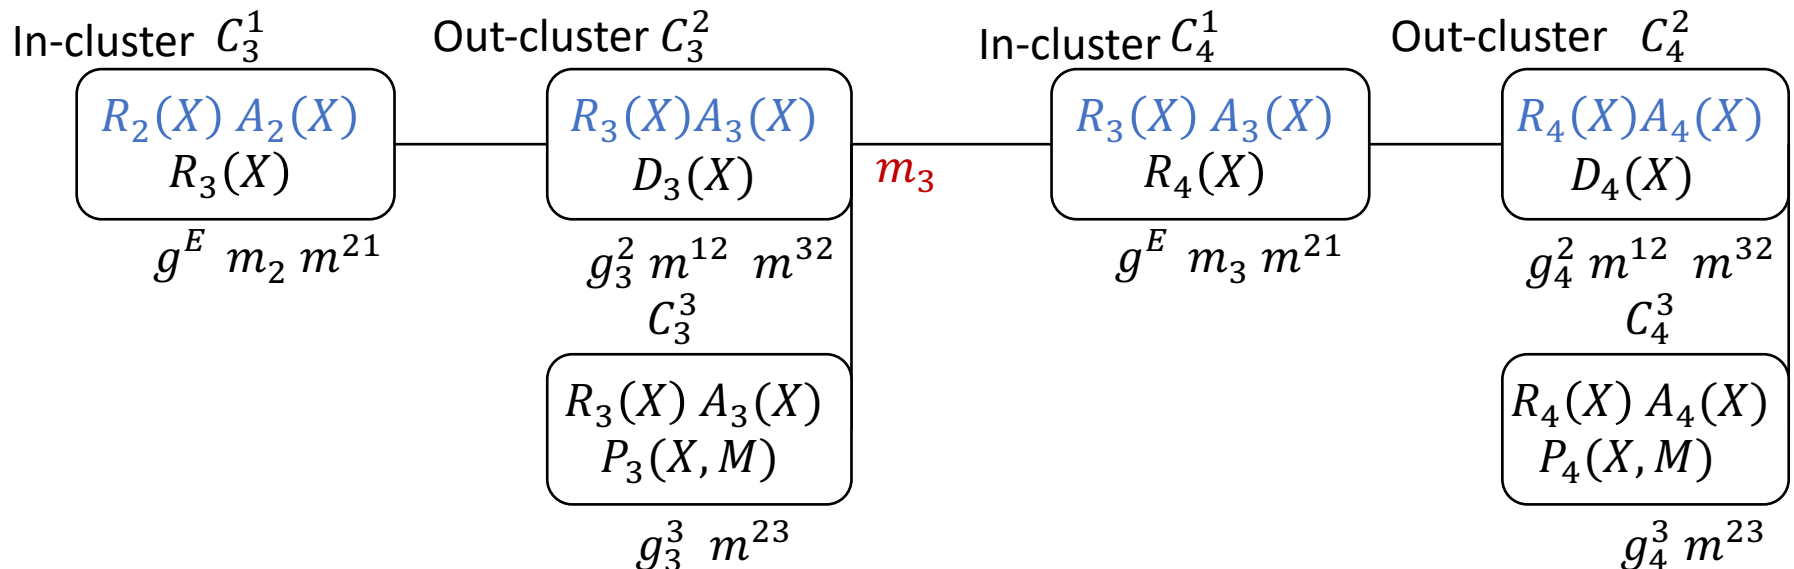 In-cluster C_3^1
R_2(X) A_2(X)
R_3(X)
g^E m_2 m^{21}
Out-cluster C_3^2
R_3(X)A_3(X)
D_3(X)
g_3^2 m^{12} m^{32}
C_3^3
R_3(X) A_3(X)
P_3(X, M)
g_3^3 m^{23}
m_3
In-cluster C_4^1
R_3(X) A_3(X)
R_4(X)
g^E m_3 m^{21}
Out-cluster C_4^2
R_4(X)A_4(X)
D_4(X)
g_4^2 m^{12} m^{32}
C_4^3
R_4(X) A_4(X)
P_4(X, M)
g_4^3 m^{23}